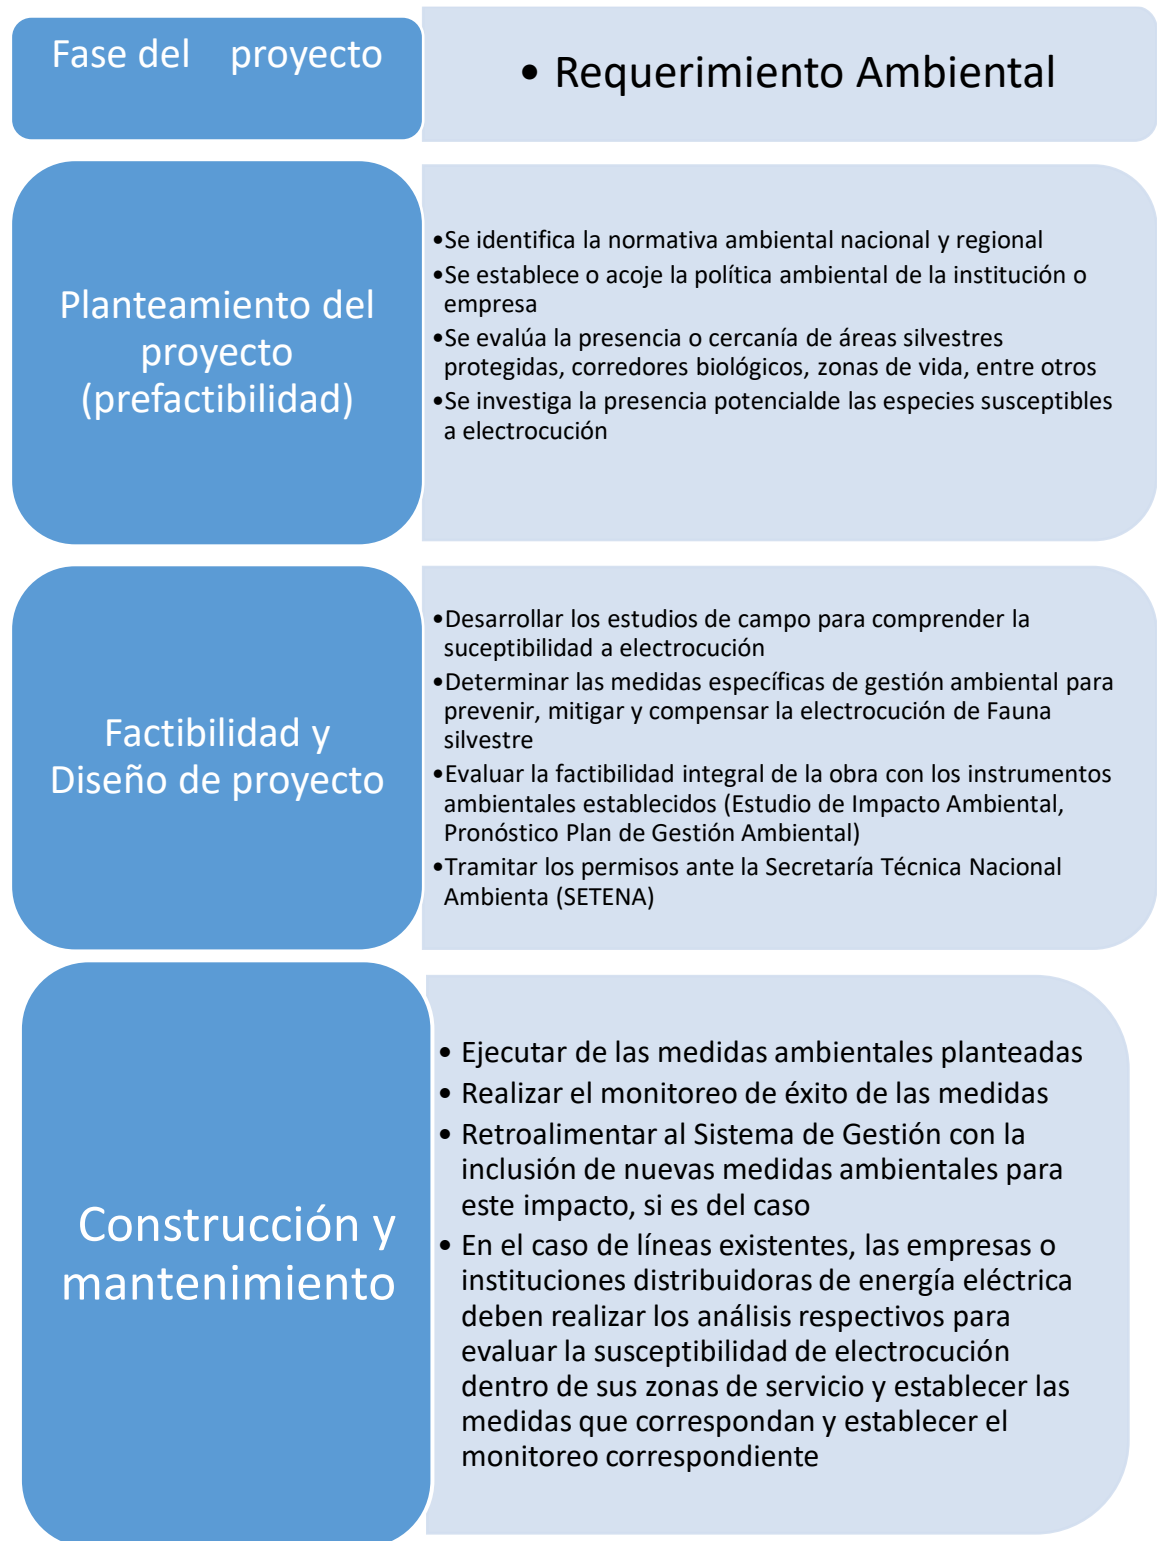 Fase del proyecto
• Requerimiento Ambiental
Planteamiento del
proyecto
(prefactibilidad)
•Se identifica la normativa ambiental nacional y regional
•Se establece o acoje la política ambiental de la institución o
empresa
•Se evalúa la presencia o cercanía de áreas silvestres
protegidas, corredores biológicos, zonas de vida, entre otros
•Se investiga la presencia potencialde las especies susceptibles
a electrocución
Factibilidad y
Diseño de proyecto
•Desarrollar los estudios de campo para comprender la
suceptibilidad a electrocución
•Determinar las medidas específicas de gestión ambiental para
prevenir, mitigar y compensar la electrocución de Fauna
silvestre
•Evaluar la factibilidad integral de la obra con los instrumentos
ambientales establecidos (Estudio de Impacto Ambiental,
Pronóstico Plan de Gestión Ambiental)
•Tramitar los permisos ante la Secretaría Técnica Nacional
Ambienta (SETENA)
Construcción y
mantenimiento
• Ejecutar de las medidas ambientales planteadas
• Realizar el monitoreo de éxito de las medidas
• Retroalimentar al Sistema de Gestión con la
inclusión de nuevas medidas ambientales para
este impacto, si es del caso
• En el caso de líneas existentes, las empresas o
instituciones distribuidoras de energía eléctrica
deben realizar los análisis respectivos para
evaluar la susceptibilidad de electrocución
dentro de sus zonas de servicio y establecer las
medidas que correspondan y establecer el
monitoreo correspondiente